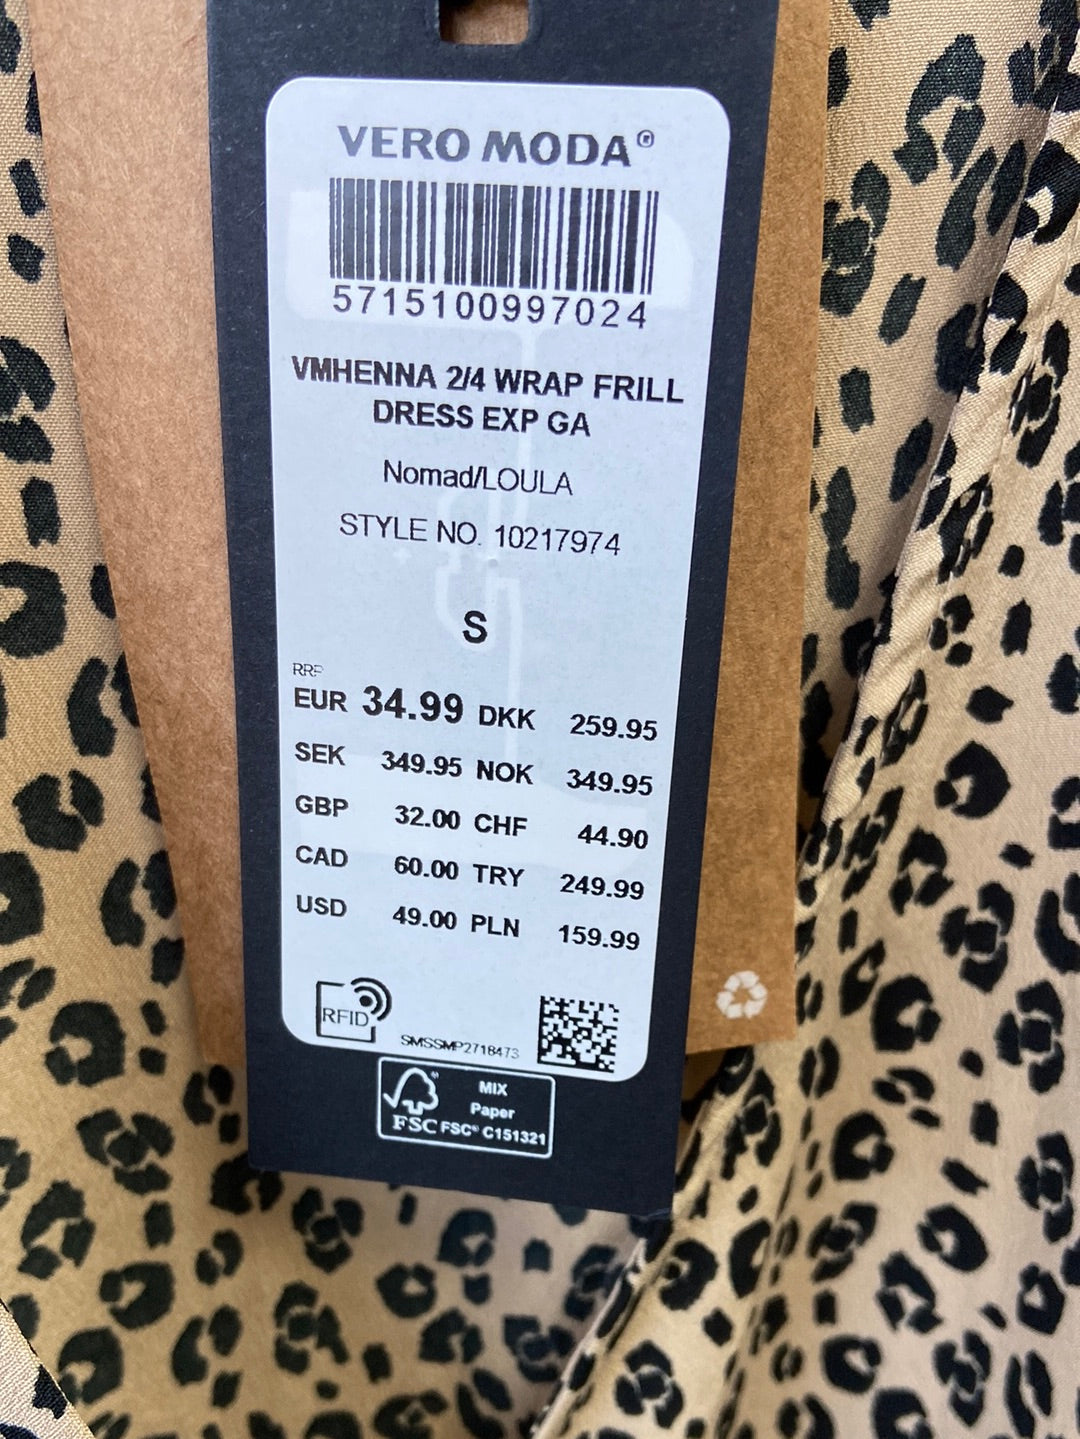 VERO MODA®
5715100997024
VMHENNA 2/4 WRAP FRILL
DRESS EXP GA
Nomad/LOULA
STYLE NO. 10217974
S
RRP
EUR 34.99 DKK 259.95
SEK 349.95 NOK 349.95
GBP 32.00 CHF 44.90
CAD 60.00 TRY 249.99
USD 49.00 PLN 159.99
RFID
SMSSMP2718473
MIX
Paper
FSC FSC® C151321